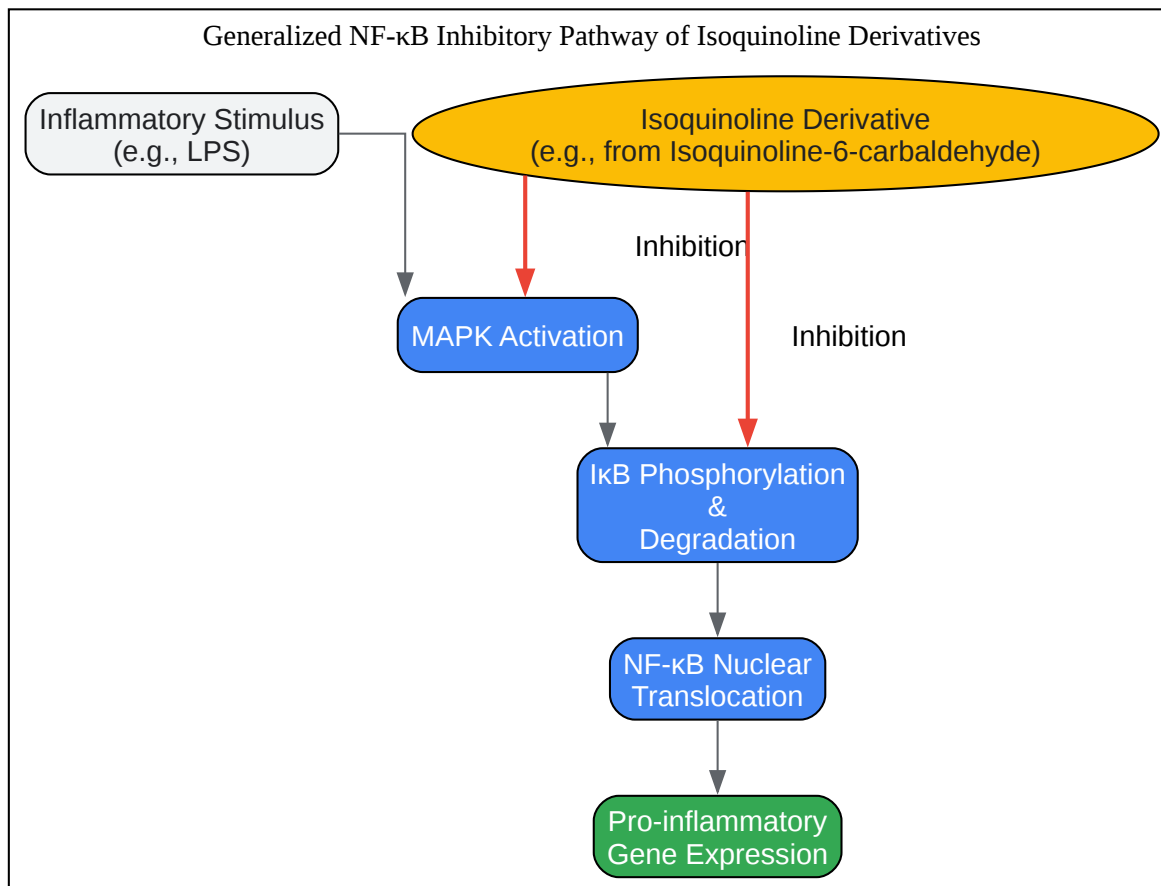 Generalized NF-κB Inhibitory Pathway of Isoquinoline Derivatives
Inflammatory Stimulus
(e.g., LPS)
Isoquinoline Derivative
(e.g., from Isoquinoline-6-carbaldehyde)
Inhibition
MAPK Activation
Inhibition
IκB Phosphorylation
&
Degradation
NF-κB Nuclear
Translocation
Pro-inflammatory
Gene Expression